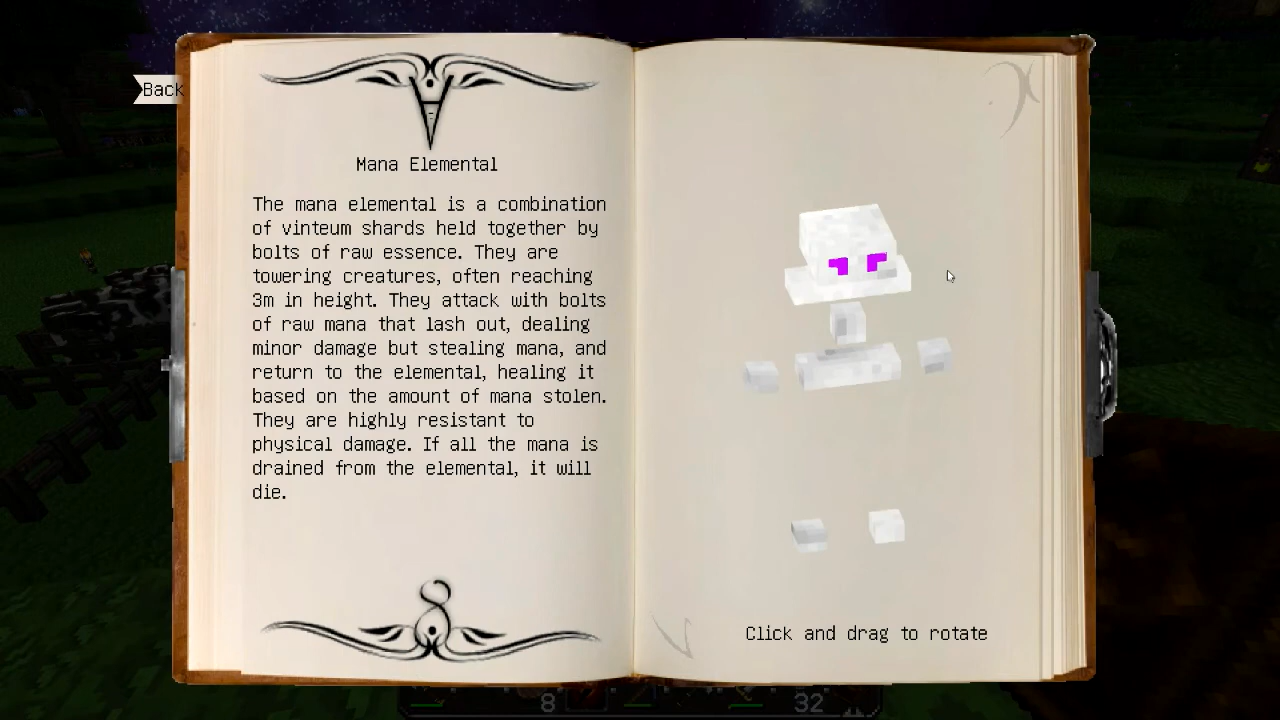 Back
Mana Elemental
The mana elemental is a combination
of vinteum shards held together by
bolts of raw essence. They are
towering creatures, often reaching
3m in height. They attack with bolts
of raw mana that lash out, dealing
minor damage but stealing mana, and
return to the elemental, healing it
based on the amount of mana stolen.
They are highly resistant to
physical damage. If all the mana is
drained from the elemental, it will
die.
Click and drag to rotate
8
32